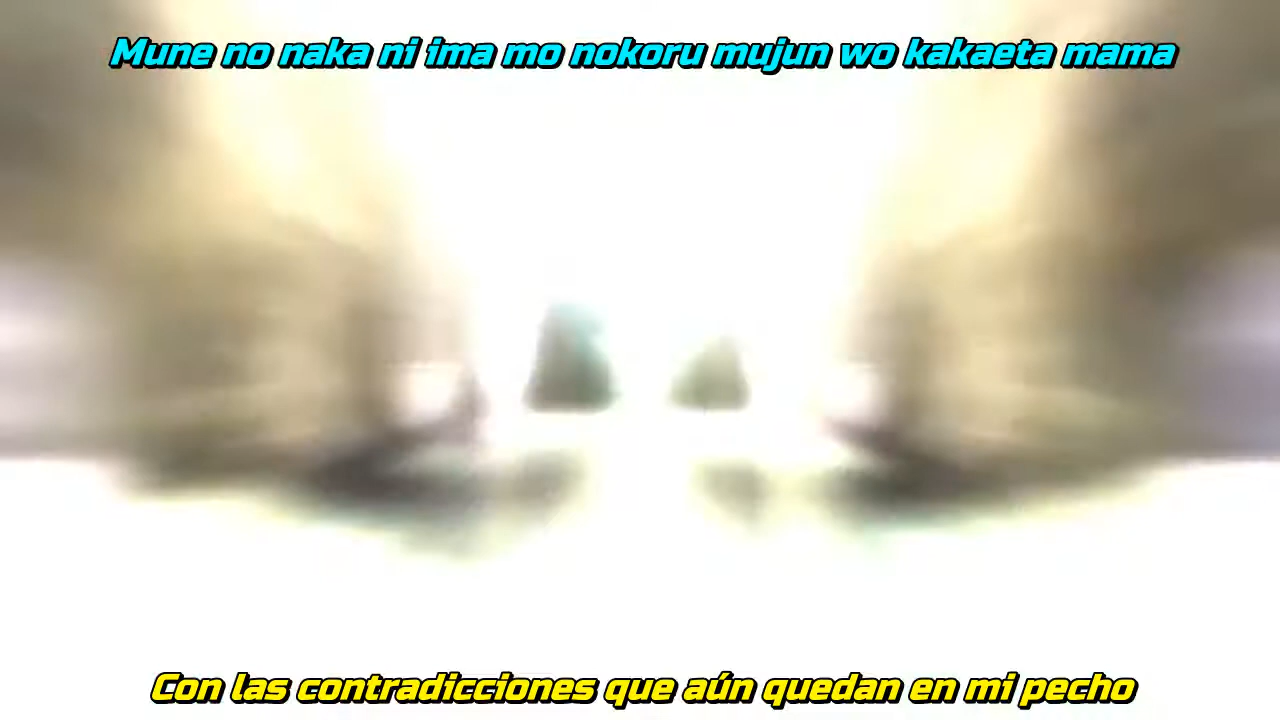 Mune no naka ni ima mo nokoru mujun wo kakaeta mama
Con las contradicciones que aún quedan en mi pecho